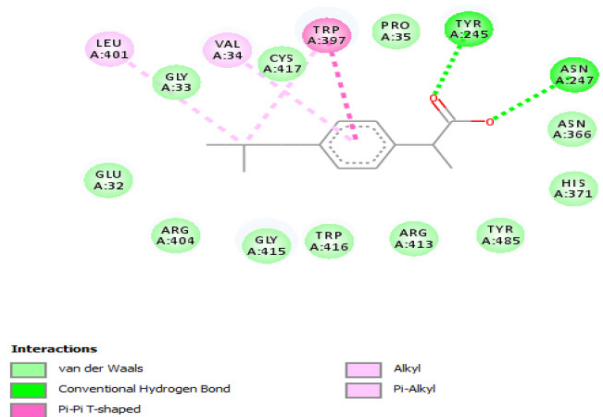 TYR
A:245
PRO
A:35
TRP
A:397
VAL
A:34
LEU
A:401
CYS
A:417
GLY
A:33
ASN
A:247
O
O
ASN
A:366
HIS
A:371
GLU
A:32
ARG
A:404
GLY
A:415
TRP
A:416
ARG
A:413
TYR
A:485
Interactions
van der Waals
Conventional Hydrogen Bond
Pi-Pi T-shaped
Alkyl
Pi-Alkyl